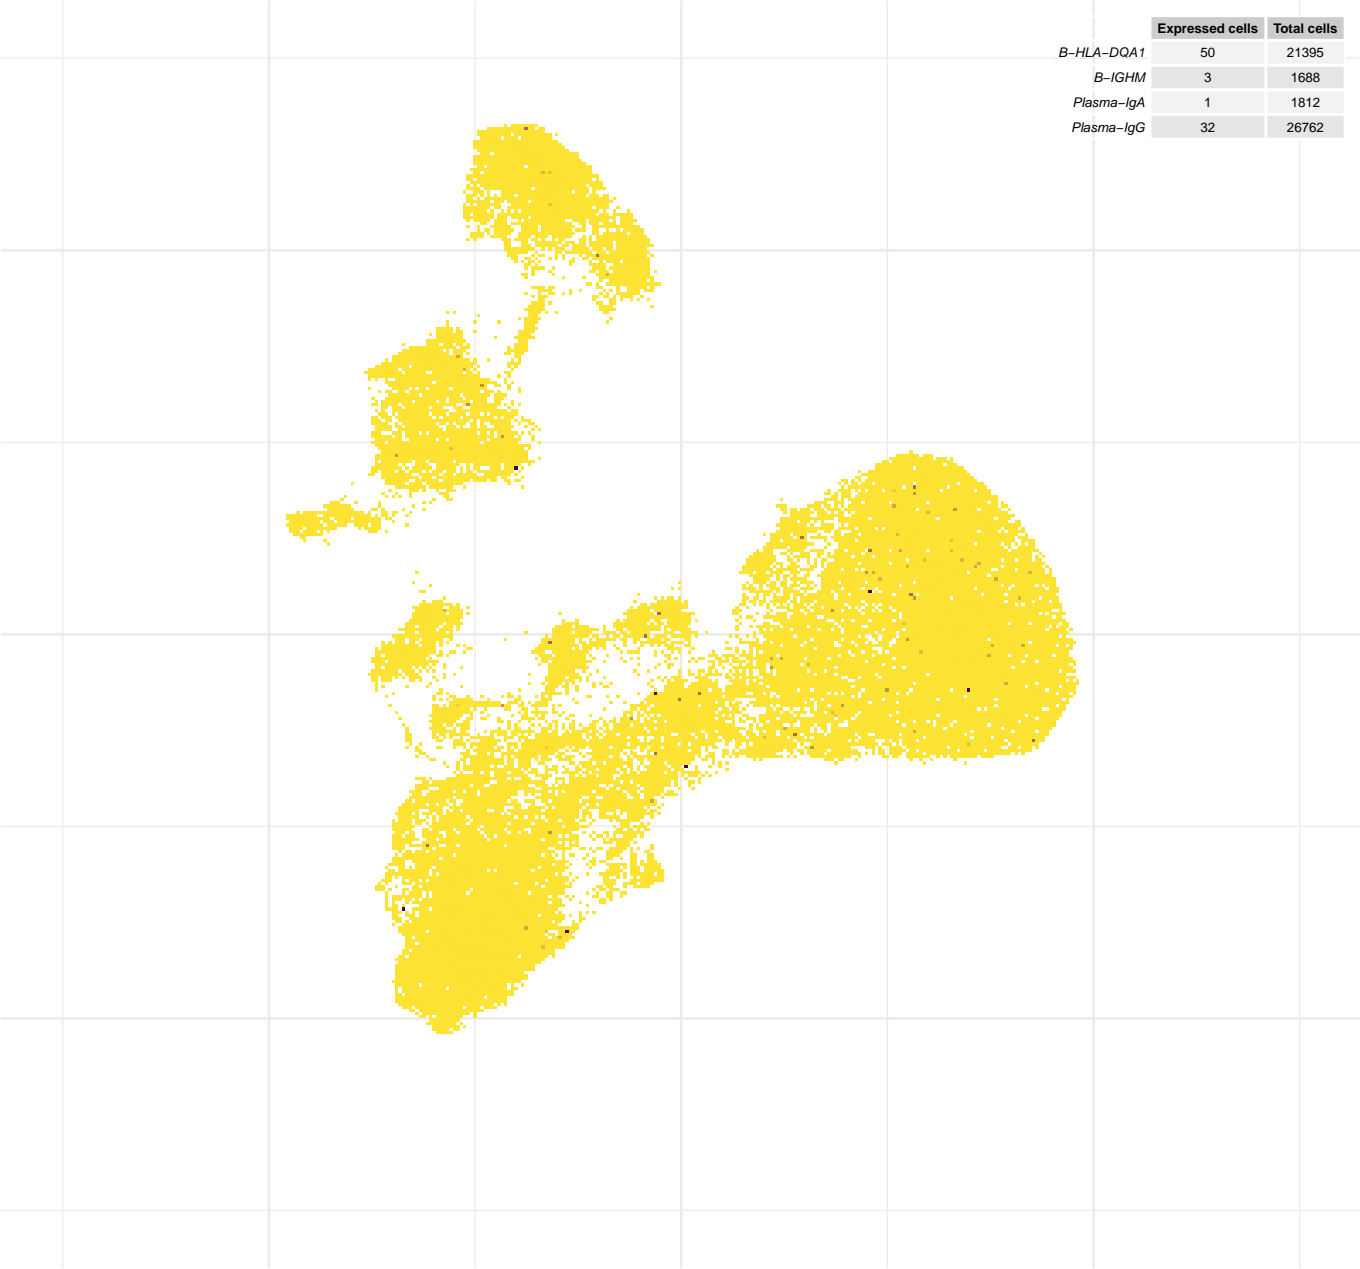 Expressed cells Total cells
B−HLA−DQA1 50 21395
B−IGHM 3 1688
Plasma−IgA 1 1812
Plasma−IgG 32 26762